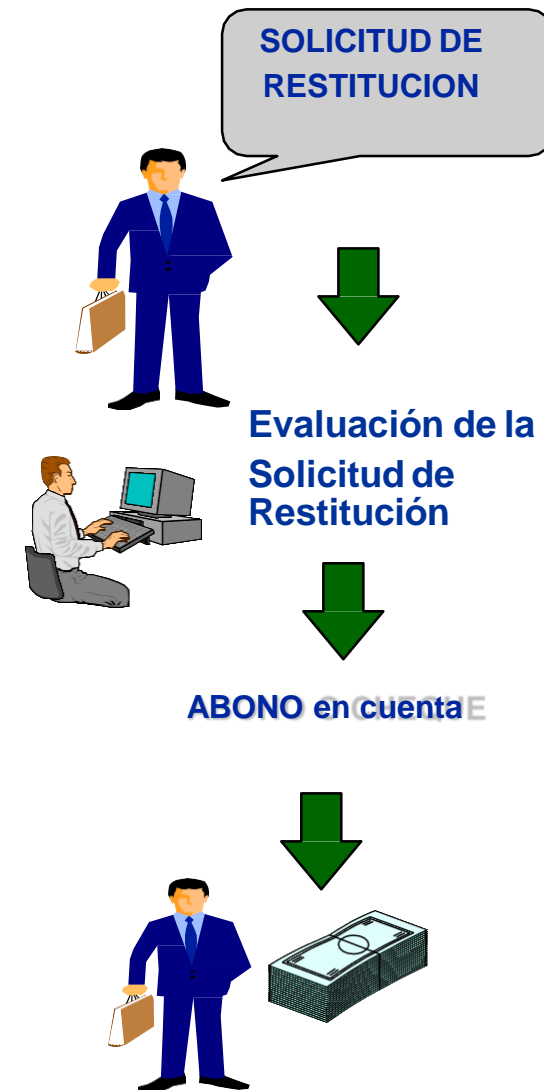 SOLICITUD DE
RESTITUCION
Evaluación de la
Solicitud de
Restitución
ABONO en cuenta